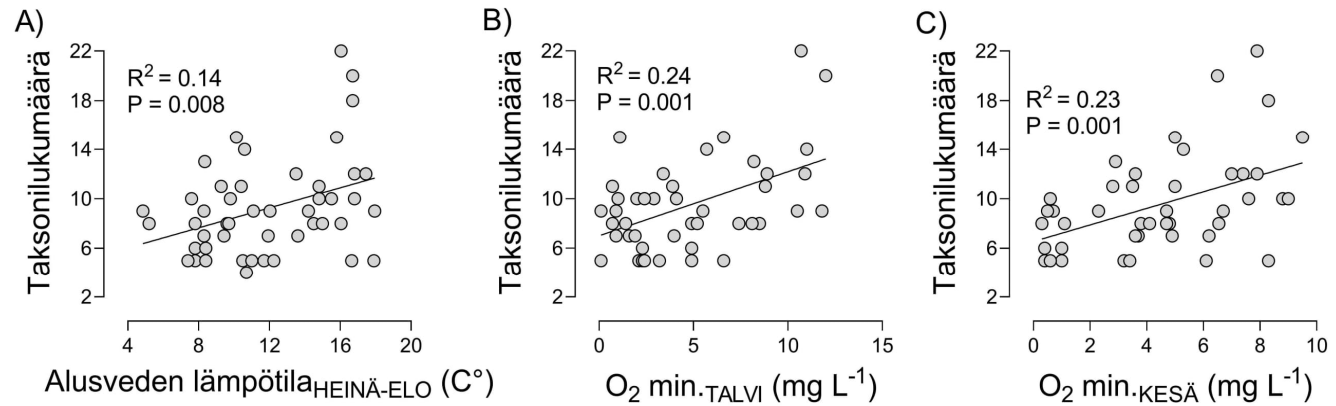 A)
Taksonilukumäärä
22
18
14
10
6
2
R² = 0.14
P = 0.008
4 8 12 16 20
Alusveden lämpötila HEINÄ-ELO (C°)
B)
Taksonilukumäärä
22
18
14
10
6
2
R² = 0.24
P = 0.001
0 5 10 15
O₂ min. TALVI (mg L⁻¹)
C)
Taksonilukumäärä
22
18
14
10
6
2
R² = 0.23
P = 0.001
0 2 4 6 8 10
O₂ min. KESÄ (mg L⁻¹)